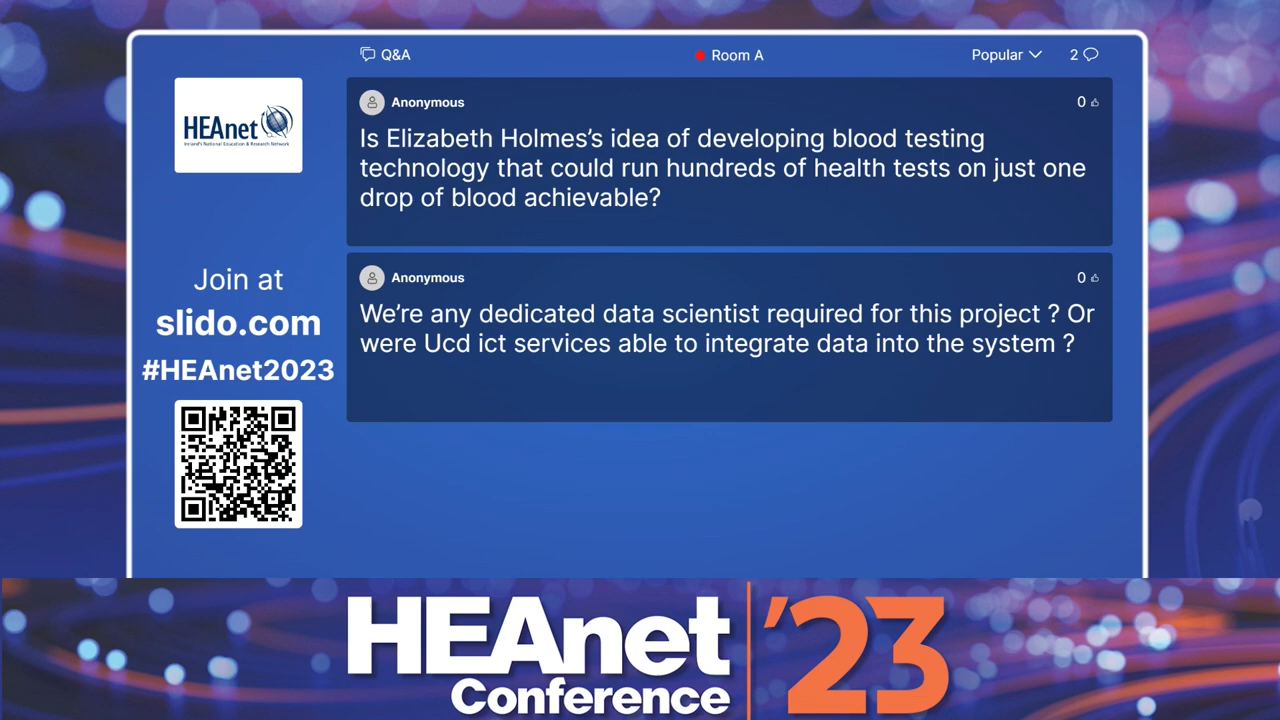 Q&A
Room A
Popular
2
HEAnet
Ireland's National Education & Research Network
Join at
slido.com
#HEAnet2023
Anonymous
0
Is Elizabeth Holmes’s idea of developing blood testing
technology that could run hundreds of health tests on just one
drop of blood achievable?
Anonymous
0
We’re any dedicated data scientist required for this project ? Or
were Ucd ict services able to integrate data into the system ?
HEAnet
Conference
’23